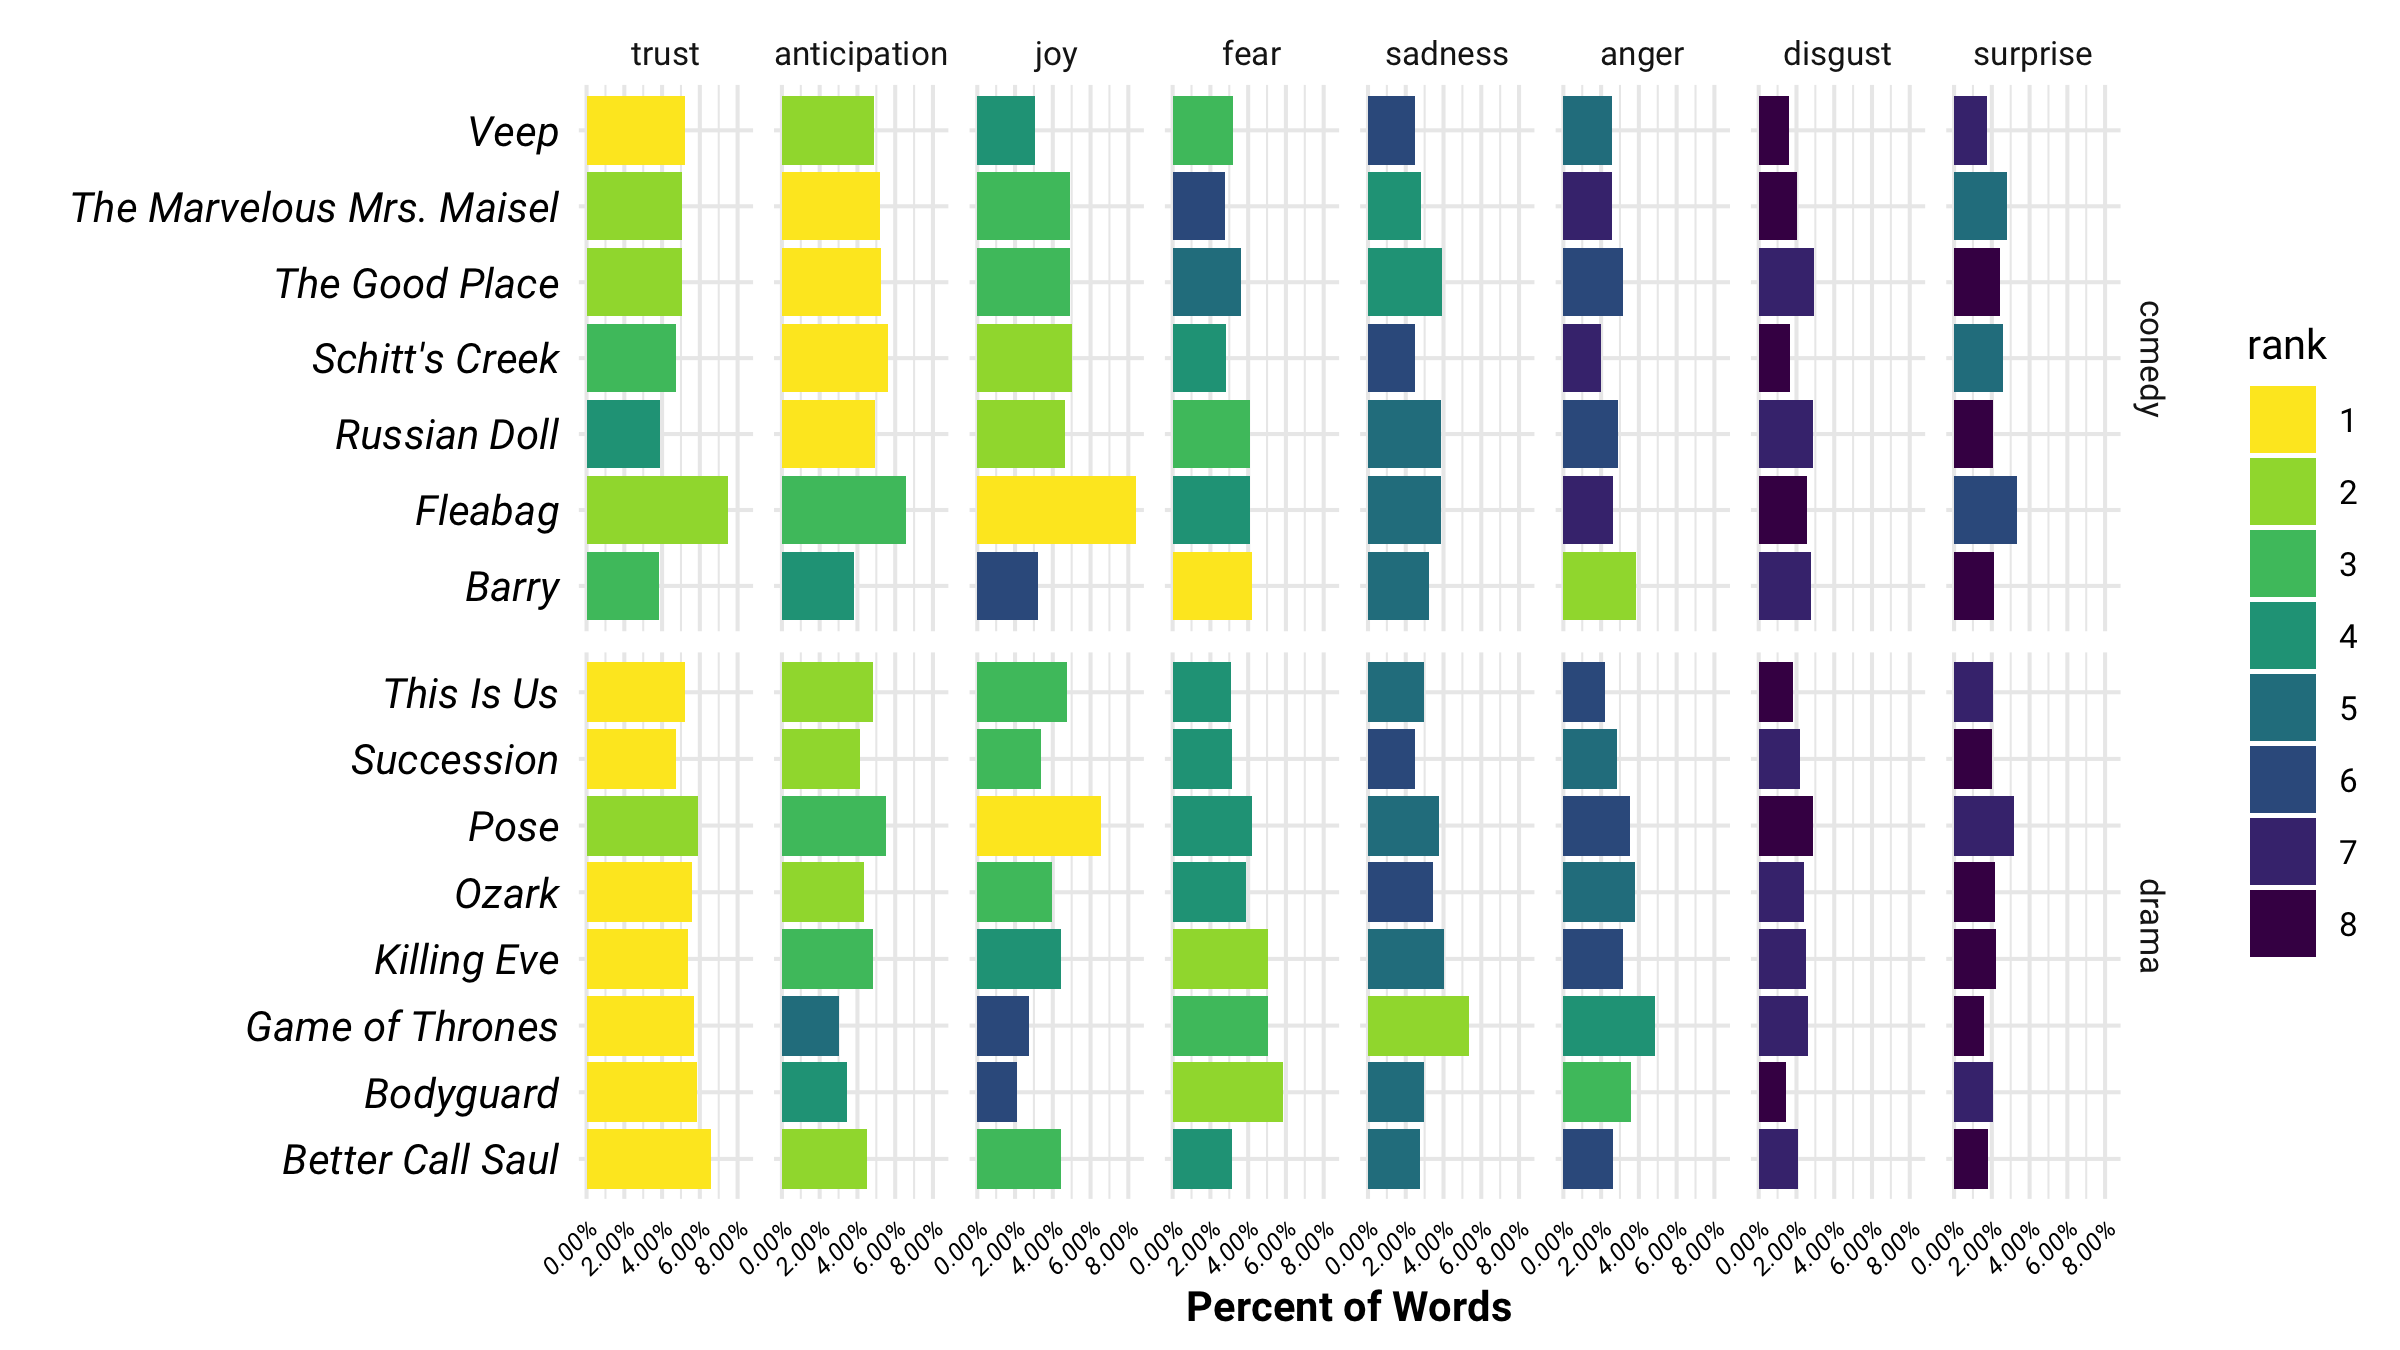 trust anticipation joy fear sadness anger disgust surprise
Veep
The Marvelous Mrs. Maisel
The Good Place
Schitt's Creek
Russian Doll
Fleabag
Barry
comedy
This Is Us
Succession
Pose
Ozark
Killing Eve
Game of Thrones
Bodyguard
Better Call Saul
drama
0.00% 2.00% 4.00% 6.00% 8.00% 0.00% 2.00% 4.00% 6.00% 8.00% 0.00% 2.00% 4.00% 6.00% 8.00% 0.00% 2.00% 4.00% 6.00% 8.00% 0.00% 2.00% 4.00% 6.00% 8.00% 0.00% 2.00% 4.00% 6.00% 8.00% 0.00% 2.00% 4.00% 6.00% 8.00% 0.00% 2.00% 4.00% 6.00% 8.00%
Percent of Words
rank
1
2
3
4
5
6
7
8